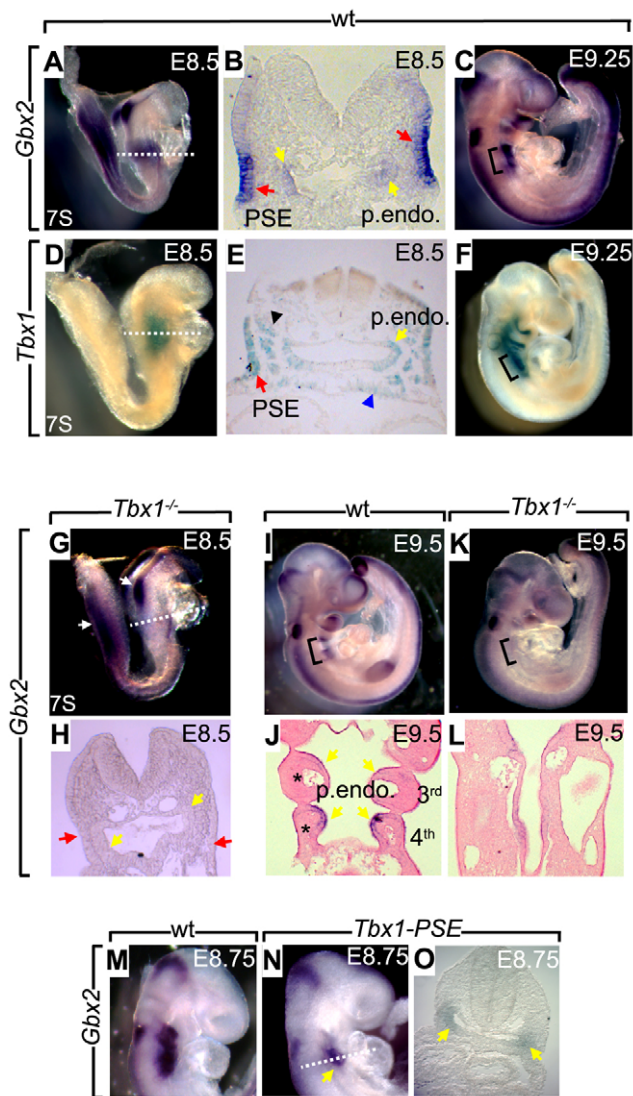 wt
Gbx2
A E8.5 7S
B E8.5 PSE p.endo.
C E9.25
Tbx1
D E8.5 7S
E E8.5 p.endo. PSE
F E9.25
Tbx1-/- wt Tbx1-/-
Gbx2
G E8.5 7S
I E9.5
K E9.5
H E8.5
J E9.5 p.endo. 3rd 4th * *
L E9.5
wt Tbx1-PSE
Gbx2
M E8.75
N E8.75
O E8.75